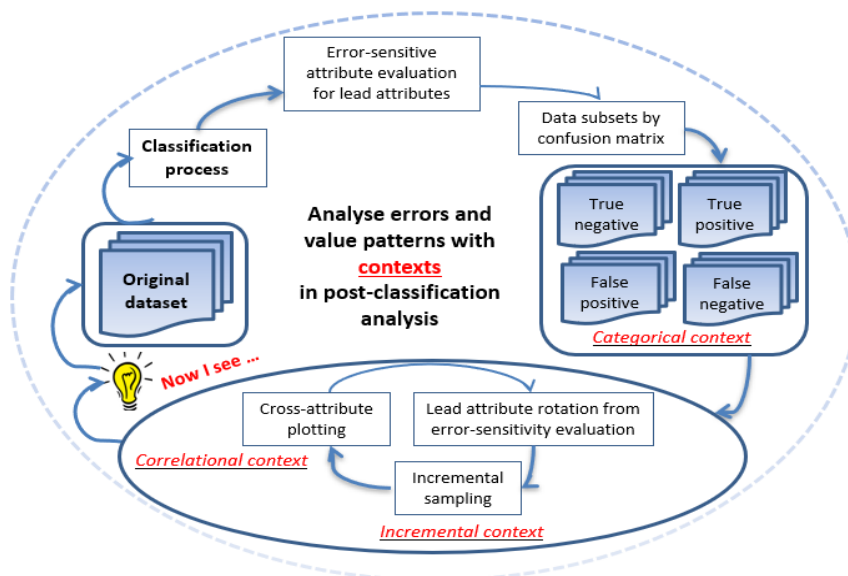 Error-sensitive
attribute evaluation
for lead attributes
Data subsets by
confusion matrix
Classification
process
True
negative
True
positive
False
positive
False
negative
Categorical context
Analyse errors and
value patterns with
contexts
in post-classification
analysis
Original
dataset
Now I see ...
Cross-attribute
plotting
Lead attribute rotation from
error-sensitivity evaluation
Correlational context
Incremental
sampling
Incremental context